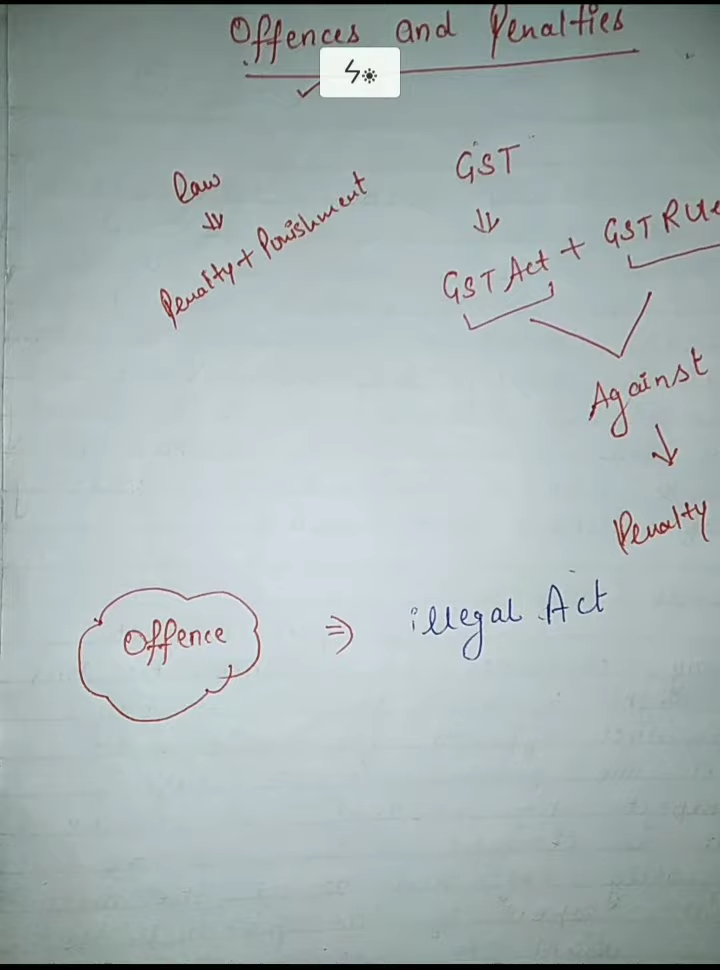 Offences and Penalties
Law
⇓
Penalty + Punishment
GST
⇓
GST Act + GST Rule
Against
↓
Penalty
Offence ⇒ illegal Act